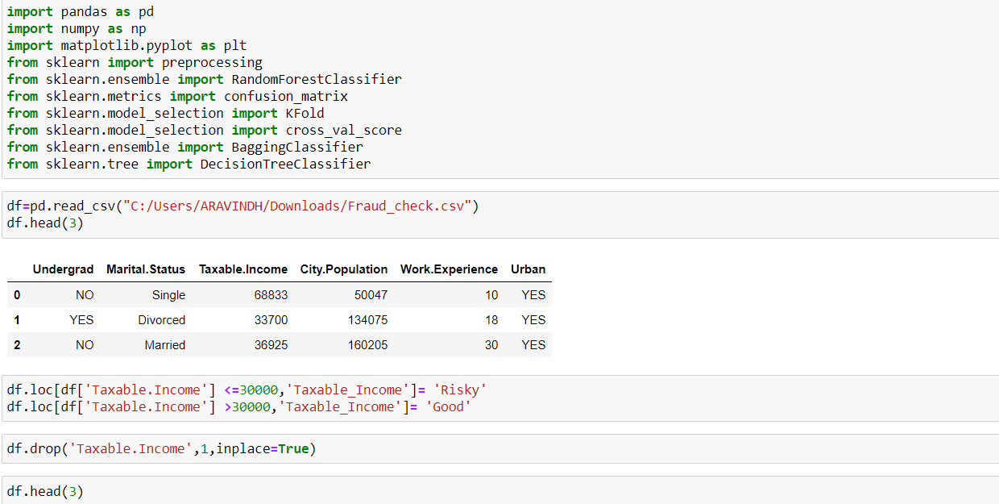 import pandas as pd
import numpy as np
import matplotlib.pyplot as plt
from sklearn import preprocessing
from sklearn.ensemble import RandomForestClassifier
from sklearn.metrics import confusion_matrix
from sklearn.model_selection import KFold
from sklearn.model_selection import cross_val_score
from sklearn.ensemble import BaggingClassifier
from sklearn.tree import DecisionTreeClassifier
df=pd.read_csv("C:/Users/ARAVINDH/Downloads/Fraud_check.csv")
df.head(3)
Undergrad Marital.Status Taxable.Income City.Population Work.Experience Urban
0 NO Single 68833 50047 10 YES
1 YES Divorced 33700 134075 18 YES
2 NO Married 36925 160205 30 YES
df.loc[df['Taxable.Income'] <=30000,'Taxable_Income']= 'Risky'
df.loc[df['Taxable.Income'] >30000,'Taxable_Income']= 'Good'
df.drop('Taxable.Income',1,inplace=True)
df.head(3)